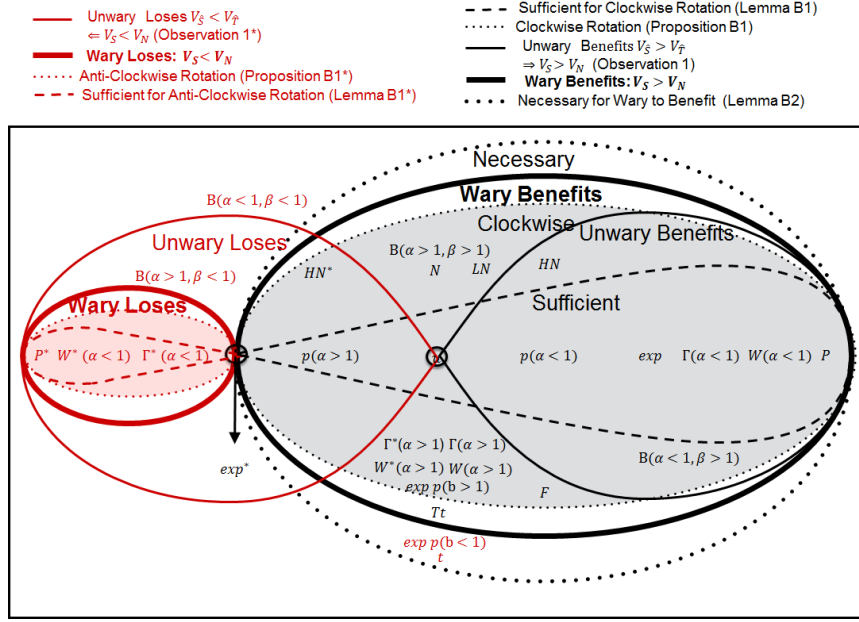 Unwary Loses V_Ŝ < V_T̂
⇐ V_S < V_N (Observation 1*)
Wary Loses: V_S < V_N
Anti-Clockwise Rotation (Proposition B1*)
Sufficient for Anti-Clockwise Rotation (Lemma B1*)
Sufficient for Clockwise Rotation (Lemma B1)
Clockwise Rotation (Proposition B1)
Unwary Benefits V_Ŝ > V_T̂
⇒ V_S > V_N (Observation 1)
Wary Benefits: V_S > V_N
Necessary for Wary to Benefit (Lemma B2)
Necessary
Wary Benefits
B(α < 1, β < 1)
Clockwise
Unwary Loses
Unwary Benefits
B(α > 1, β > 1)
B(α > 1, β < 1)
HN*
N
LN
HN
Wary Loses
Sufficient
P* W* (α < 1) Γ* (α < 1)
p(α > 1)
p(α < 1)
exp Γ(α < 1) W(α < 1) P
Γ*(α > 1) Γ(α > 1)
B(α < 1, β > 1)
exp*
W*(α > 1) W(α > 1)
exp p(b > 1)
F
Tt
exp p(b < 1)
t